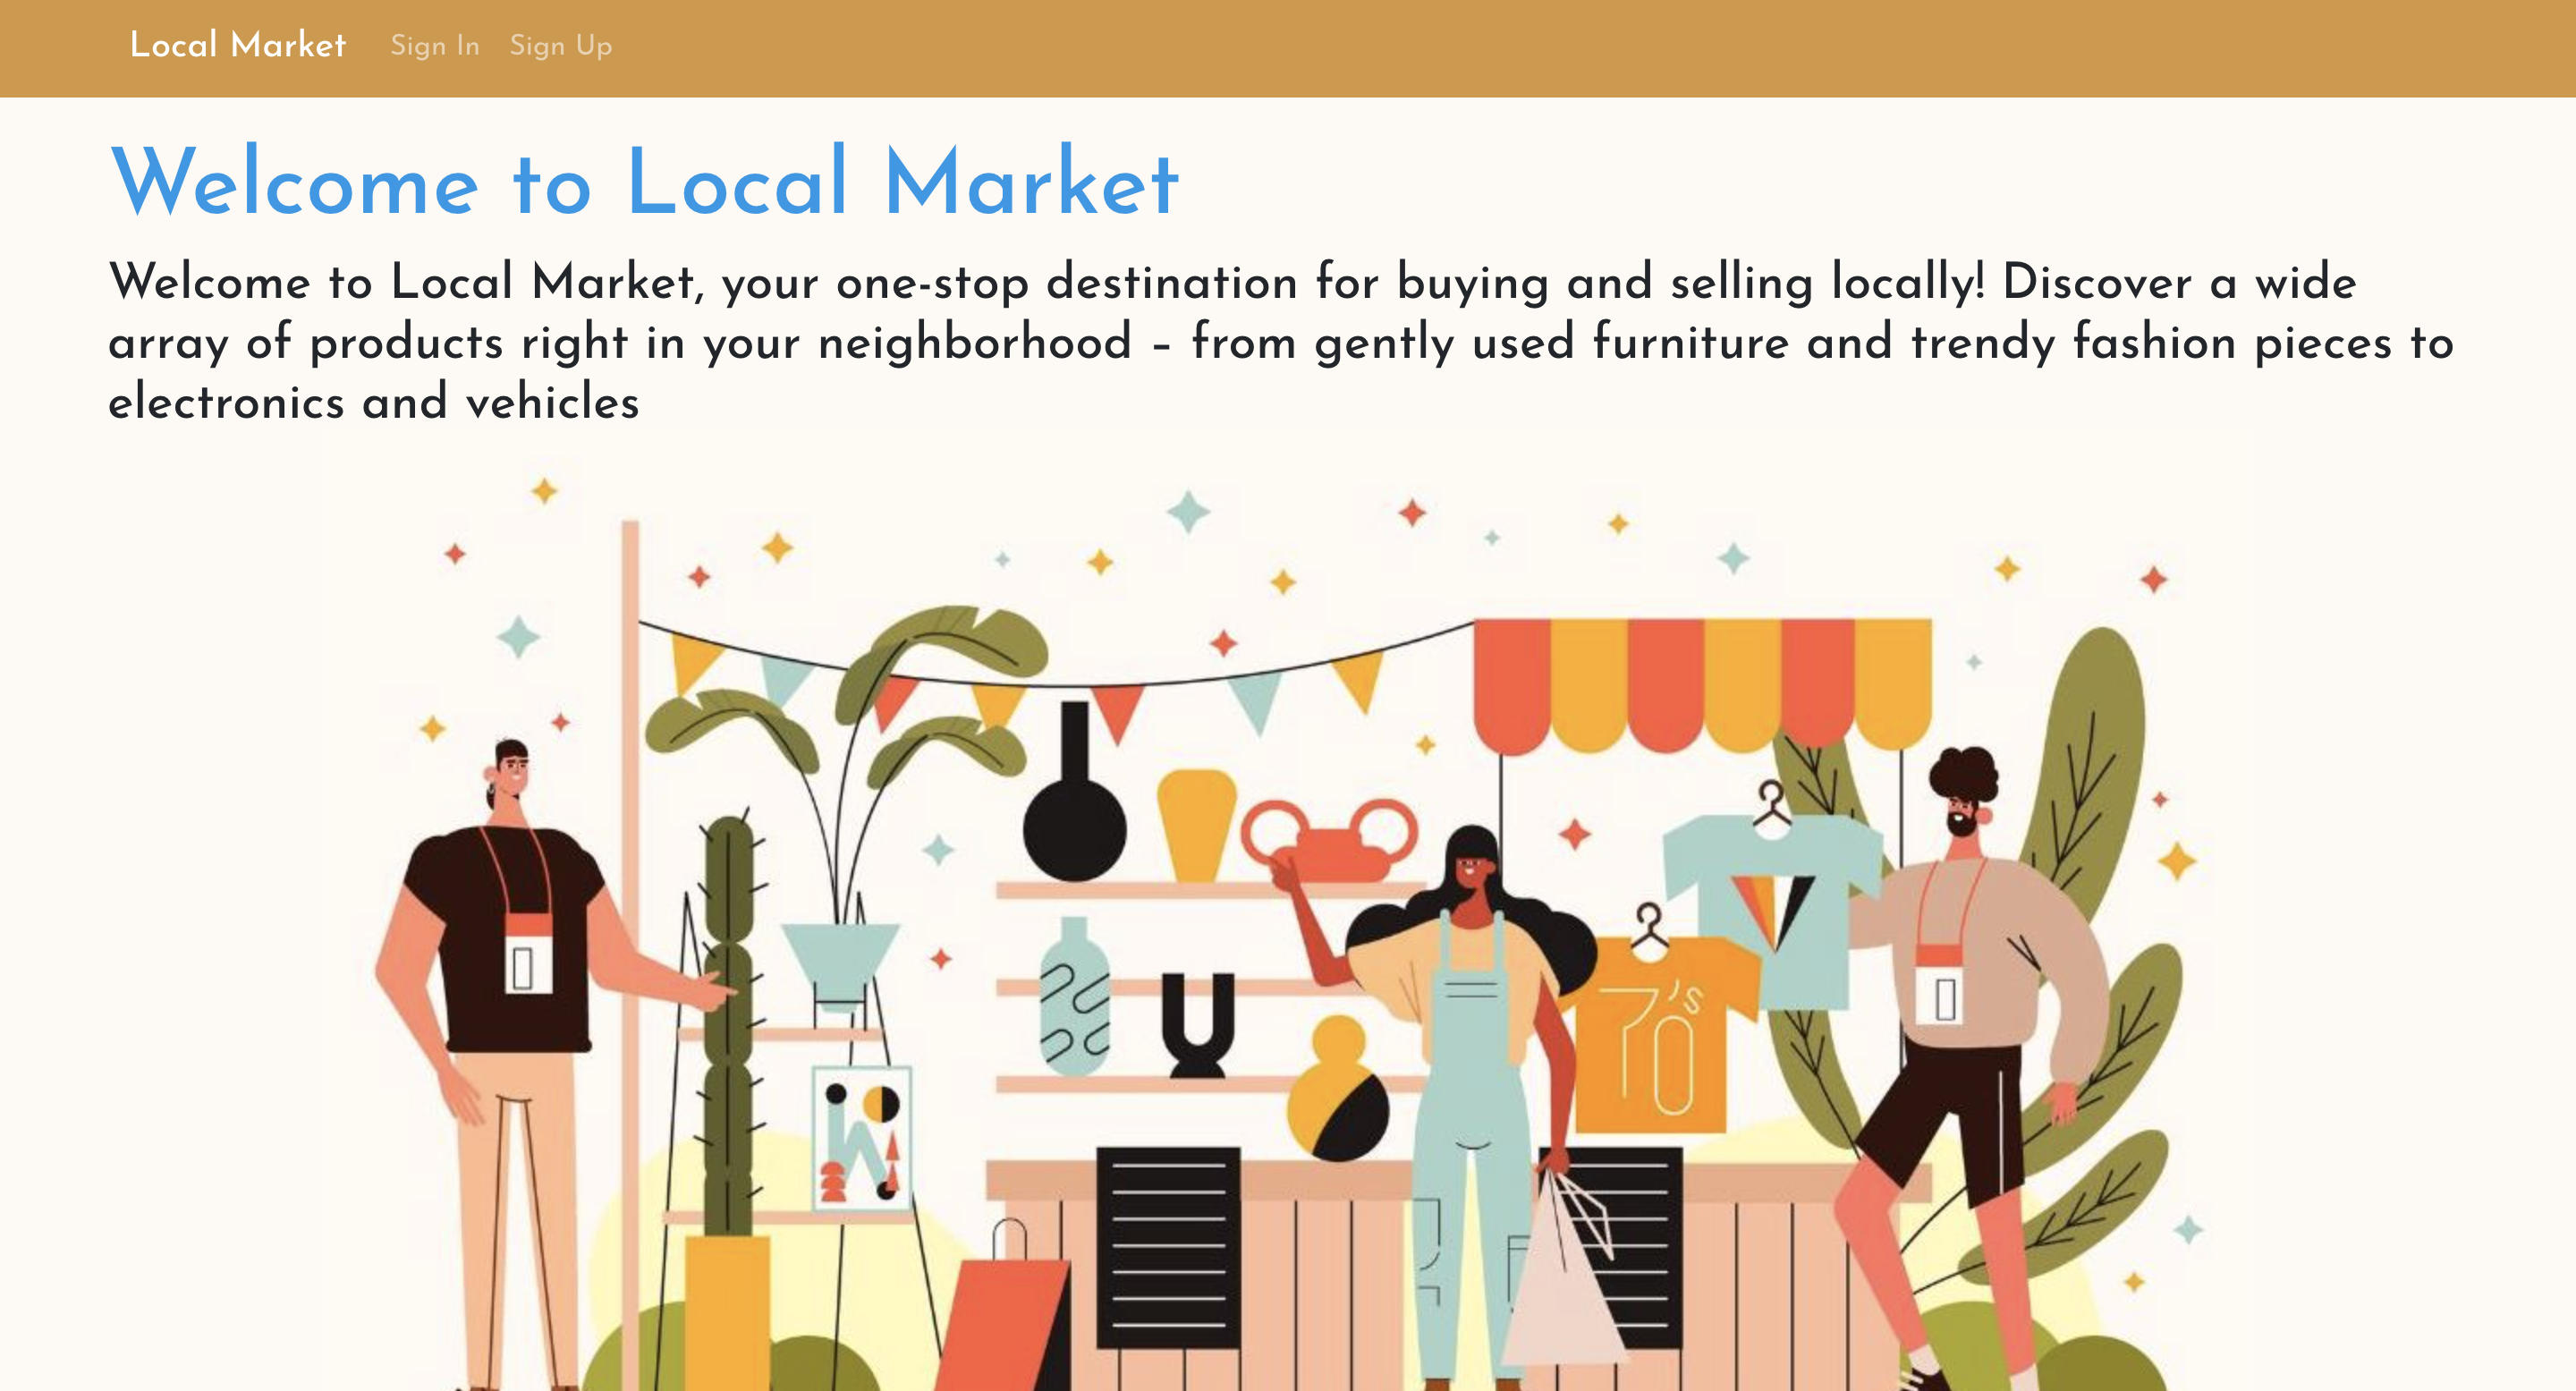 Local Market Sign In Sign Up
Welcome to Local Market
Welcome to Local Market, your one-stop destination for buying and selling locally! Discover a wide
array of products right in your neighborhood – from gently used furniture and trendy fashion pieces to
electronics and vehicles
70's